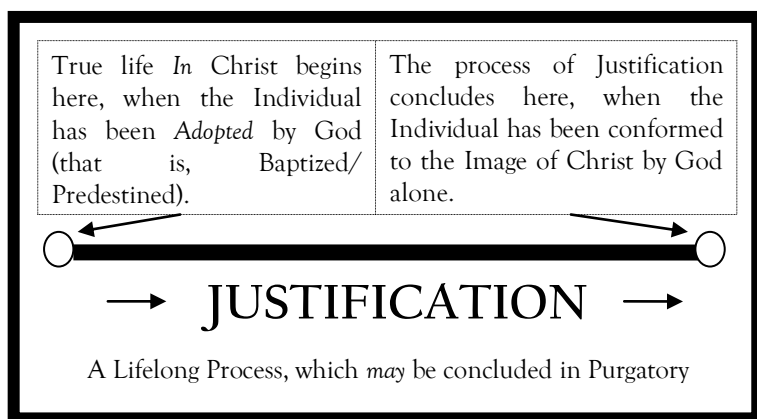 True life In Christ begins
here, when the Individual
has been Adopted by God
(that is, Baptized/
Predestined).
The process of Justification
concludes here, when the
Individual has been conformed
to the Image of Christ by God
alone.
JUSTIFICATION
A Lifelong Process, which may be concluded in Purgatory